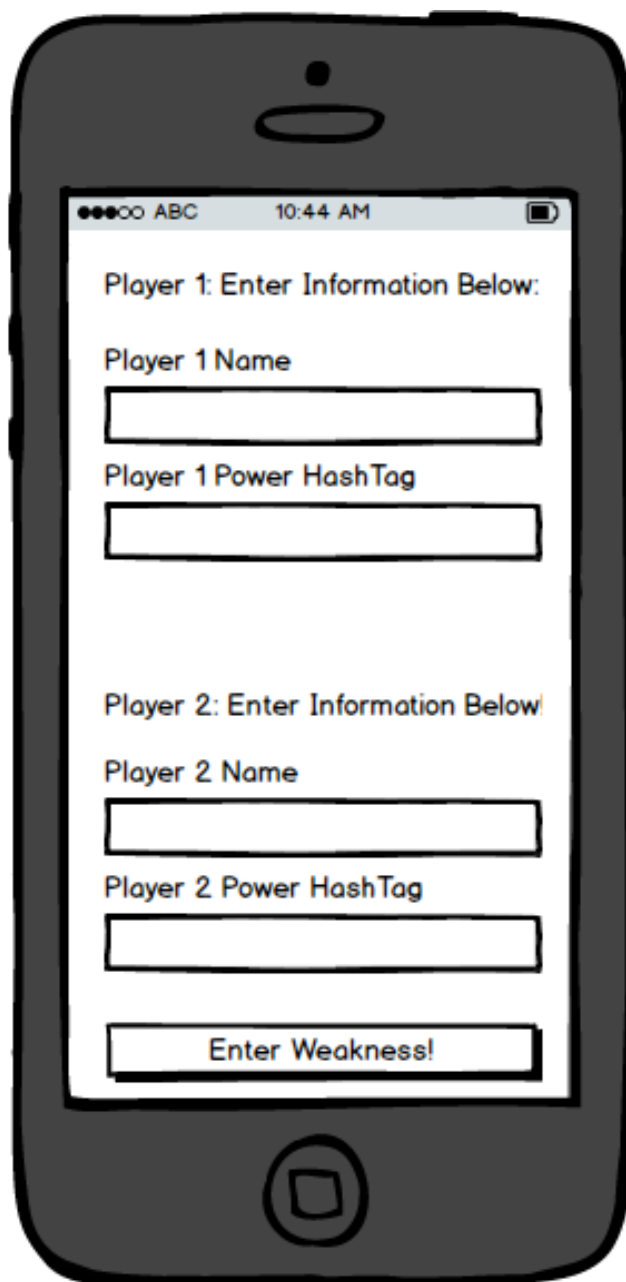 ABC 10:44 AM
Player 1: Enter Information Below:
Player 1 Name
Player 1 Power HashTag
Player 2: Enter Information Below!
Player 2 Name
Player 2 Power HashTag
Enter Weakness!